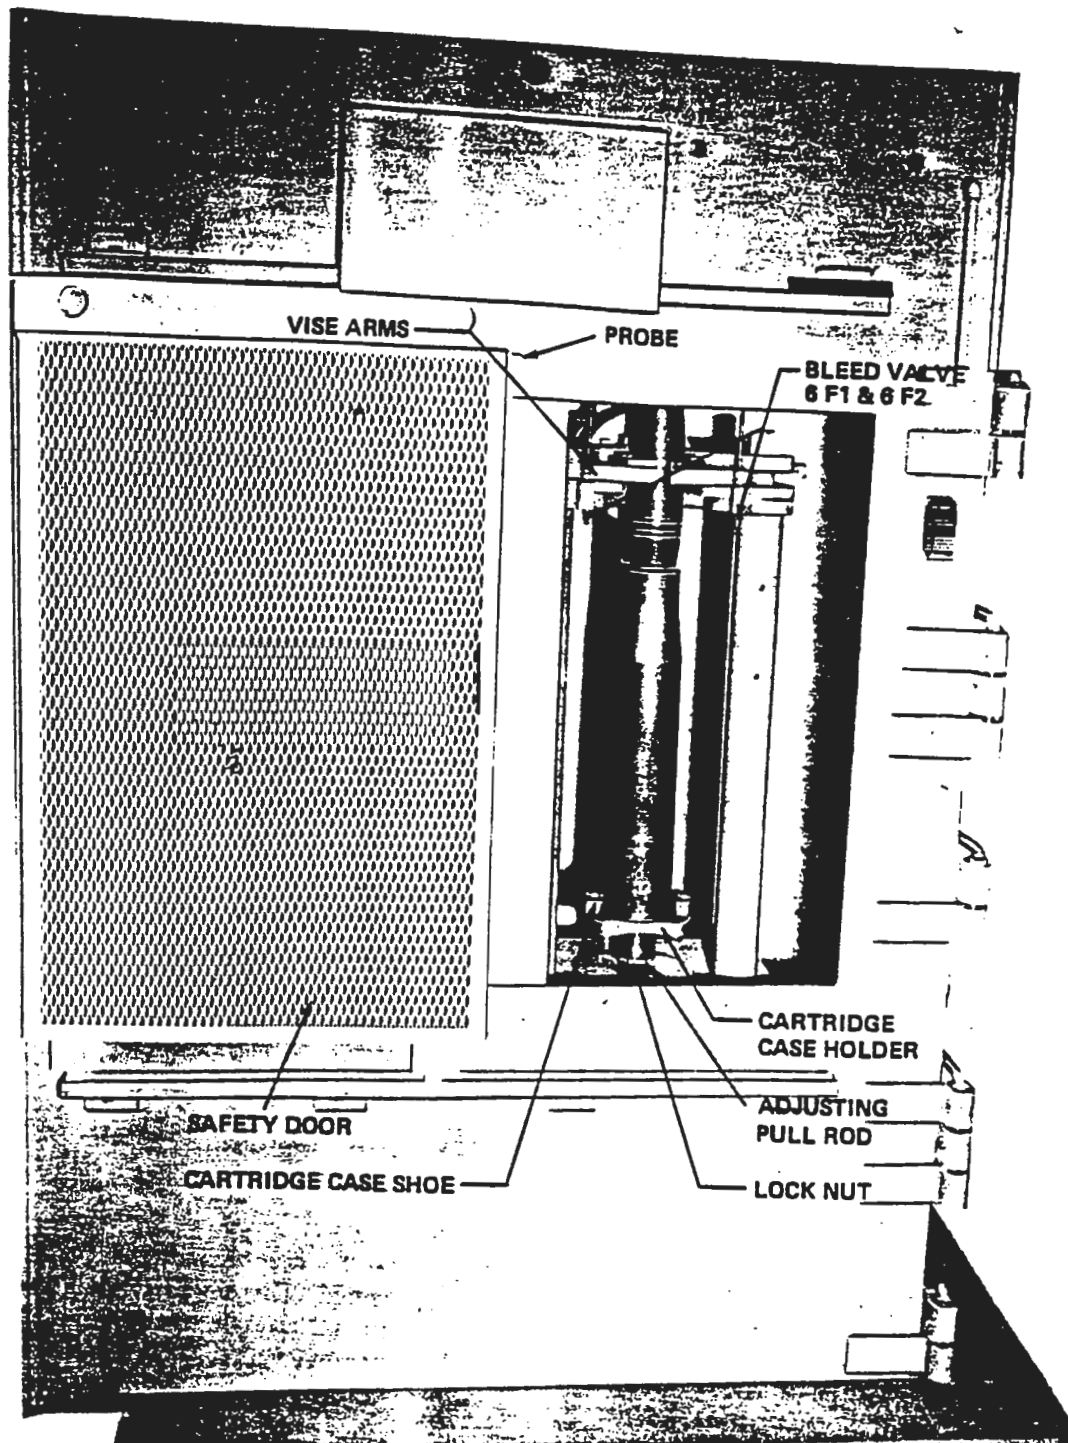 VISE ARMS
PROBE
BLEED VALVE
6 F1 & 6 F2
CARTRIDGE
CASE HOLDER
ADJUSTING
PULL ROD
SAFETY DOOR
CARTRIDGE CASE SHOE
LOCK NUT